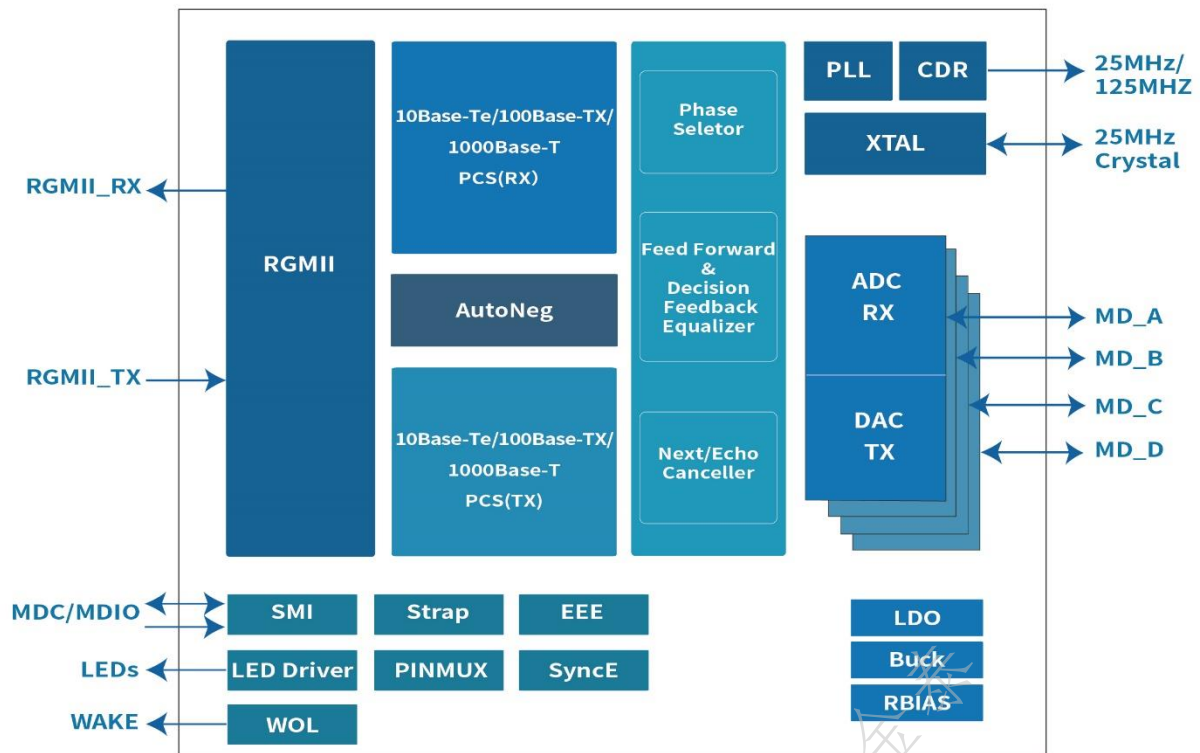 PLL
CDR
25MHz/
125MHZ
10Base-Te/100Base-TX/
1000Base-T
PCS(RX)
Phase
Seletor
XTAL
25MHz
Crystal
RGMII_RX
RGMII
Feed Forward
&
Decision
Feedback
Equalizer
ADC
RX
AutoNeg
MD_A
MD_B
RGMII_TX
MD_C
DAC
TX
MD_D
10Base-Te/100Base-TX/
1000Base-T
PCS(TX)
Next/Echo
Canceller
MDC/MDIO
SMI
Strap
EEE
LDO
LEDs
LED Driver
PINMUX
SyncE
Buck
WAKE
WOL
RBIAS
金泰